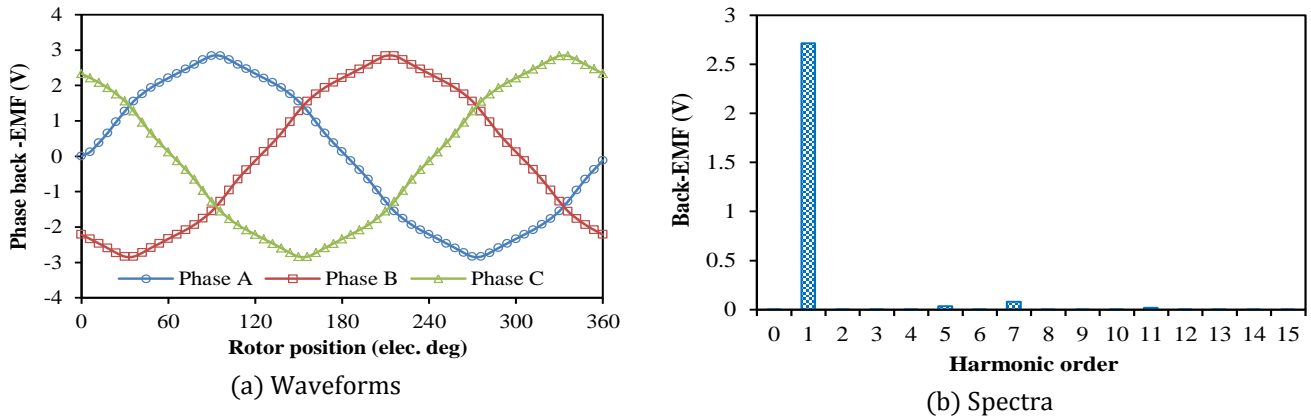 4
3
2
1
0
-1
-2
-3
-4
Phase back -EMF (V)
Phase A
Phase B
Phase C
0 60 120 180 240 300 360
Rotor position (elec. deg)
(a) Waveforms
3
2.5
2
1.5
1
0.5
0
Back-EMF (V)
0 1 2 3 4 5 6 7 8 9 10 11 12 13 14 15
Harmonic order
(b) Spectra